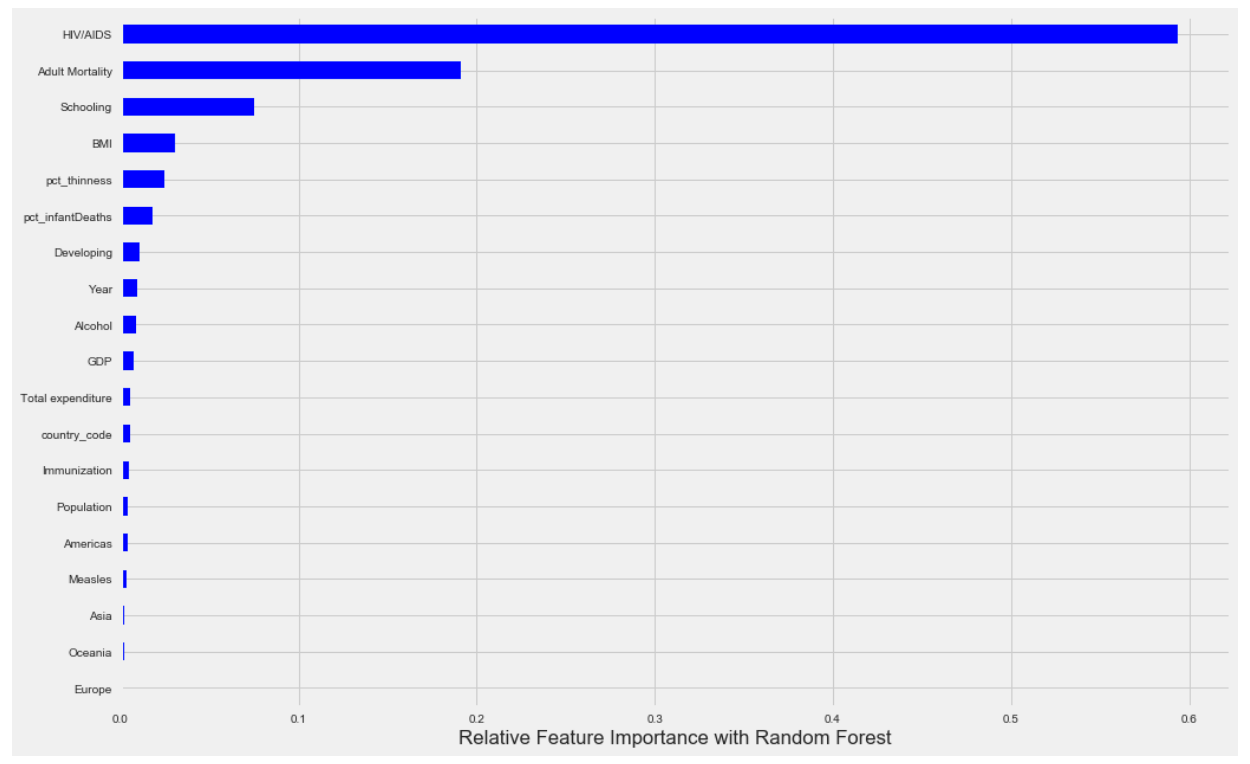 HIV/AIDS
Adult Mortality
Schooling
BMI
pct_thinness
pct_infantDeaths
Developing
Year
Alcohol
GDP
Total expenditure
country_code
Immunization
Population
Americas
Measles
Asia
Oceania
Europe
0.0 0.1 0.2 0.3 0.4 0.5 0.6
Relative Feature Importance with Random Forest